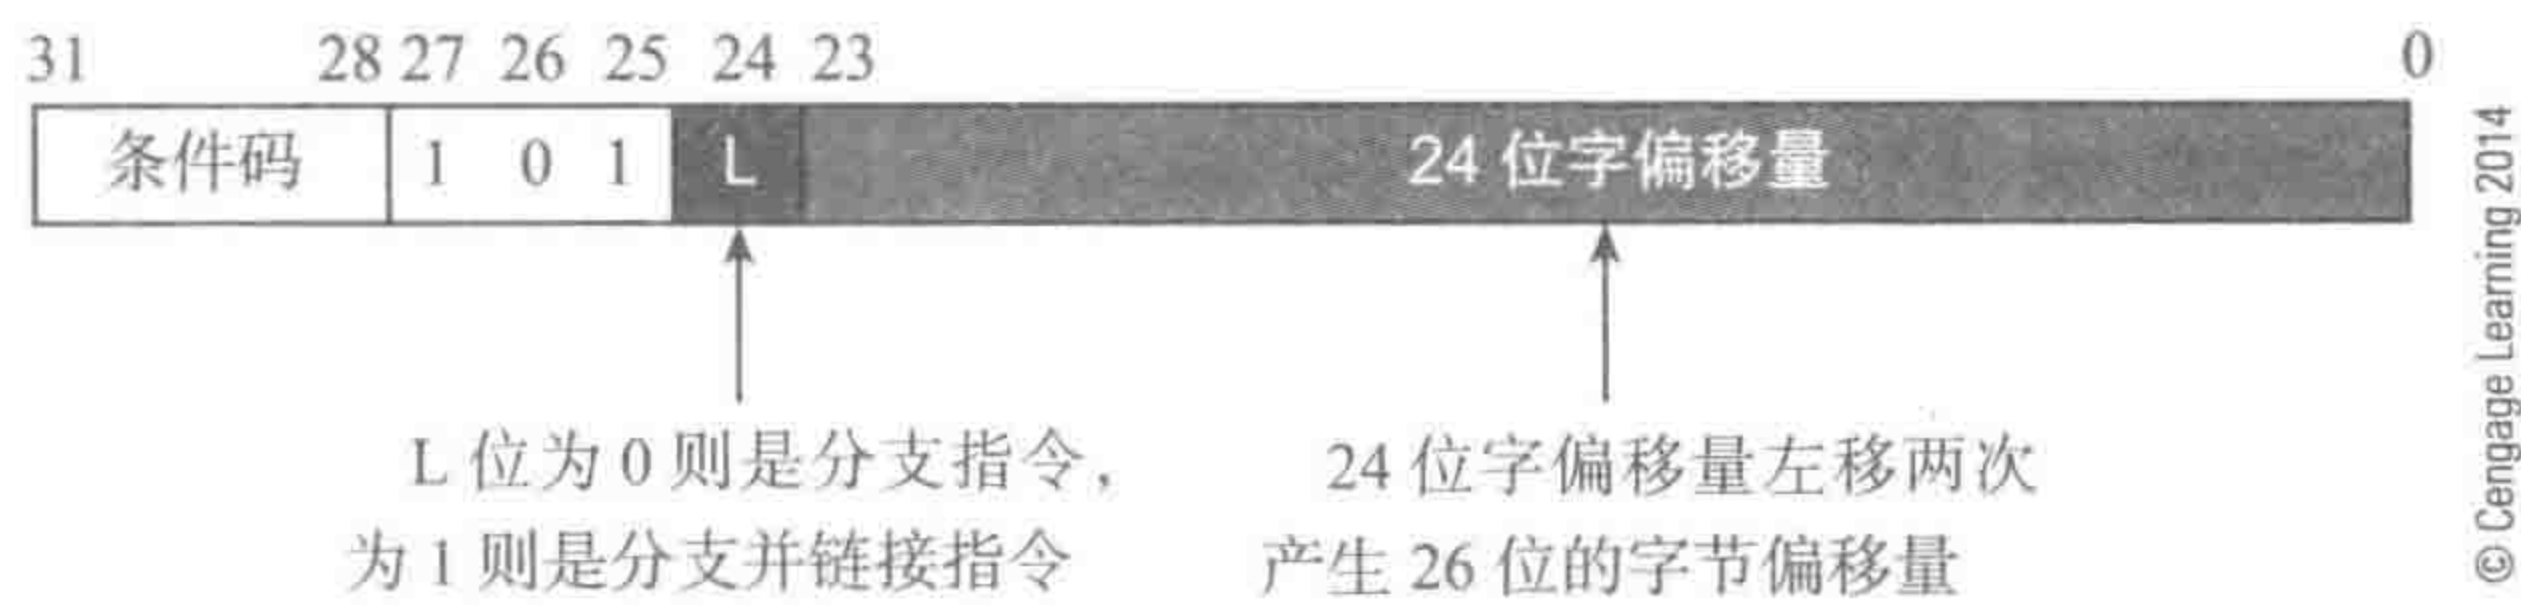 31 28 27 26 25 24 23 0
条件码 1 0 1 L 24 位字偏移量
L 位为 0 则是分支指令，
为 1 则是分支并链接指令
24 位字偏移量左移两次
产生 26 位的字节偏移量
© Cengage Learning 2014